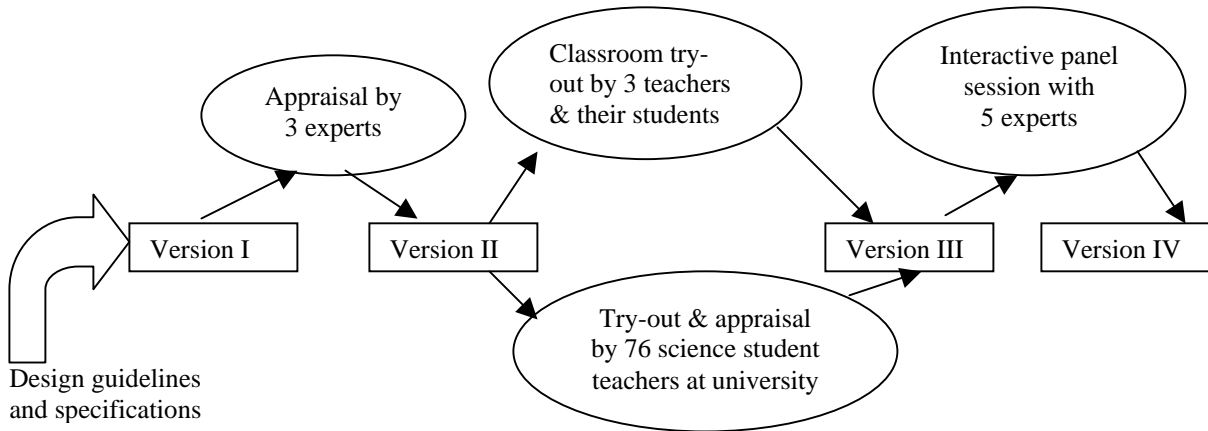 Design guidelines
and specifications
Version I
Appraisal by
3 experts
Version II
Classroom try-
out by 3 teachers
& their students
Try-out & appraisal
by 76 science student
teachers at university
Version III
Interactive panel
session with
5 experts
Version IV